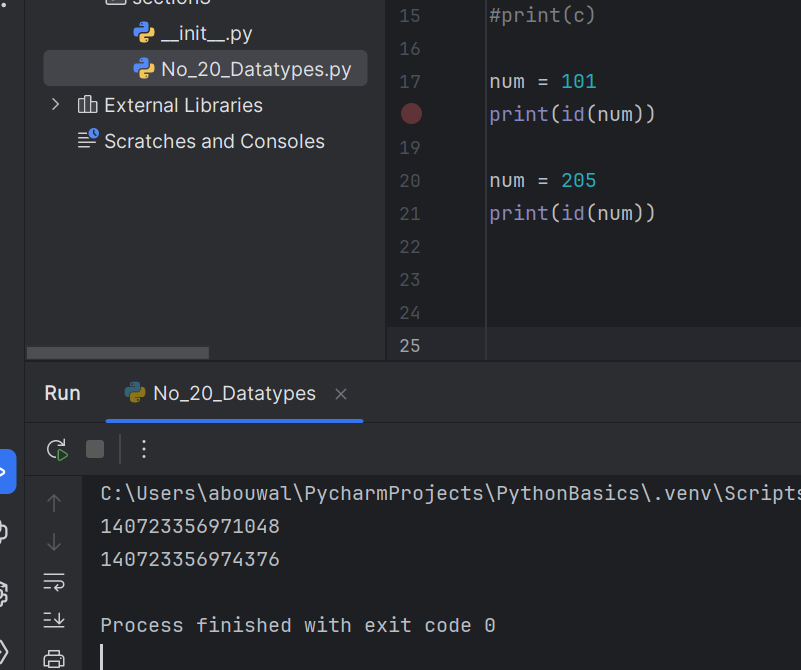 sections
__init__.py
No_20_Datatypes.py
External Libraries
Scratches and Consoles
15 #print(c)
16
17 num = 101
print(id(num))
19
20 num = 205
21 print(id(num))
22
23
24
25
Run No_20_Datatypes
C:\Users\abouwal\PycharmProjects\PythonBasics\.venv\Scripts
140723356971048
140723356974376
Process finished with exit code 0